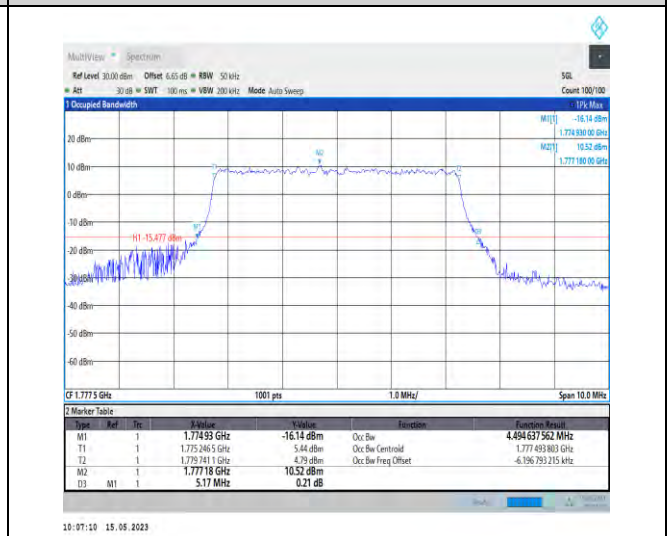 MultiView Spectrum
Ref Level 30.00 dBm Offset 6.65 dB RBW 50 kHz SGL
Att 30 dB SWT 100 ms VBW 200 kHz Mode Auto Sweep Count 100/100
1 Occupied Bandwidth 1Pk Max
M1[1] -16.14 dBm
1.774 930 00 GHz
M2[1] 10.52 dBm
1.777 180 00 GHz
20 dBm
M2
10 dBm
0 dBm
-10 dBm
M1
H1 -15.477 dBm
-20 dBm
-30 dBm
-40 dBm
-50 dBm
-60 dBm
CF 1.777 5 GHz 1001 pts 1.0 MHz/ Span 10.0 MHz
2 Marker Table
Type Ref Trc X-Value Y-Value Function Function Result
M1 1 1.774 93 GHz -16.14 dBm Occ Bw 4.494 637 562 MHz
T1 1 1.775 246 5 GHz 5.44 dBm Occ Bw Centroid 1.777 493 803 GHz
T2 1 1.779 741 1 GHz 4.79 dBm Occ Bw Freq Offset -6.196 793 215 kHz
M2 1 1.777 18 GHz 10.52 dBm
D3 M1 1 5.17 MHz 0.21 dB
10:07:10 15.05.2023